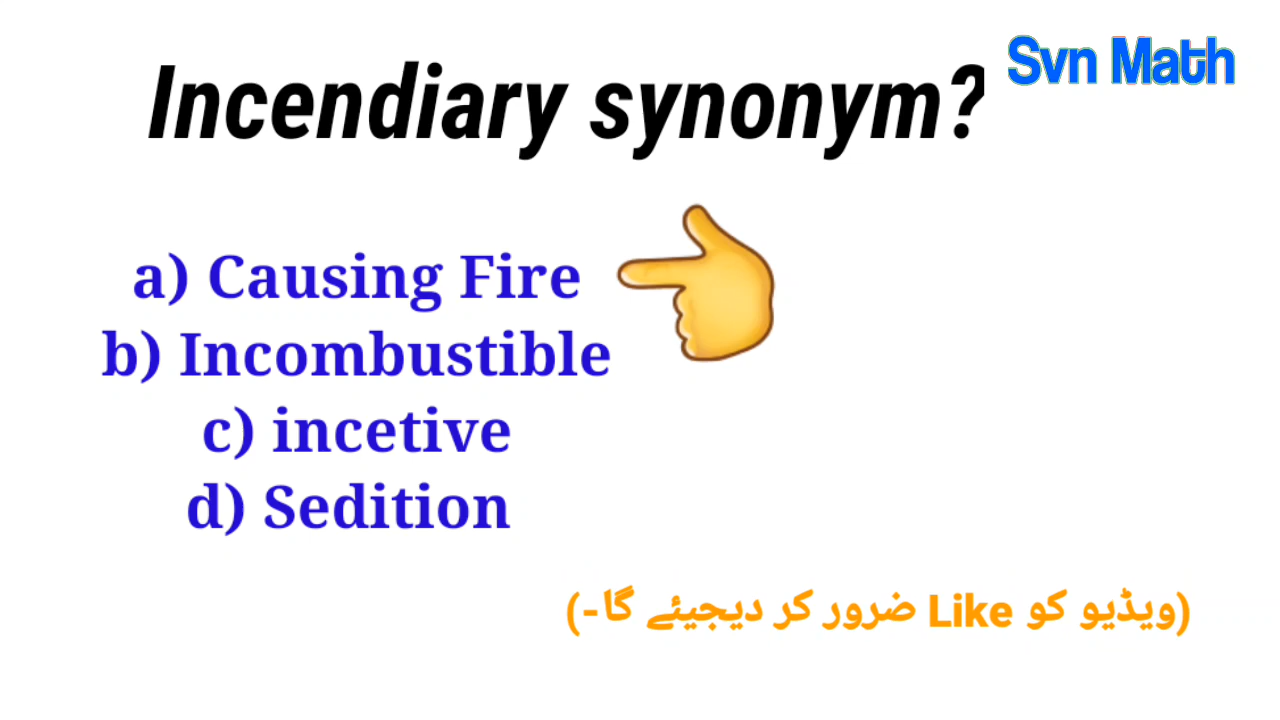 Incendiary synonym?
Svn Math
a) Causing Fire
b) Incombustible
c) incetive
d) Sedition
(ویڈیو کو Like ضرور کر دیجیئے گا-)